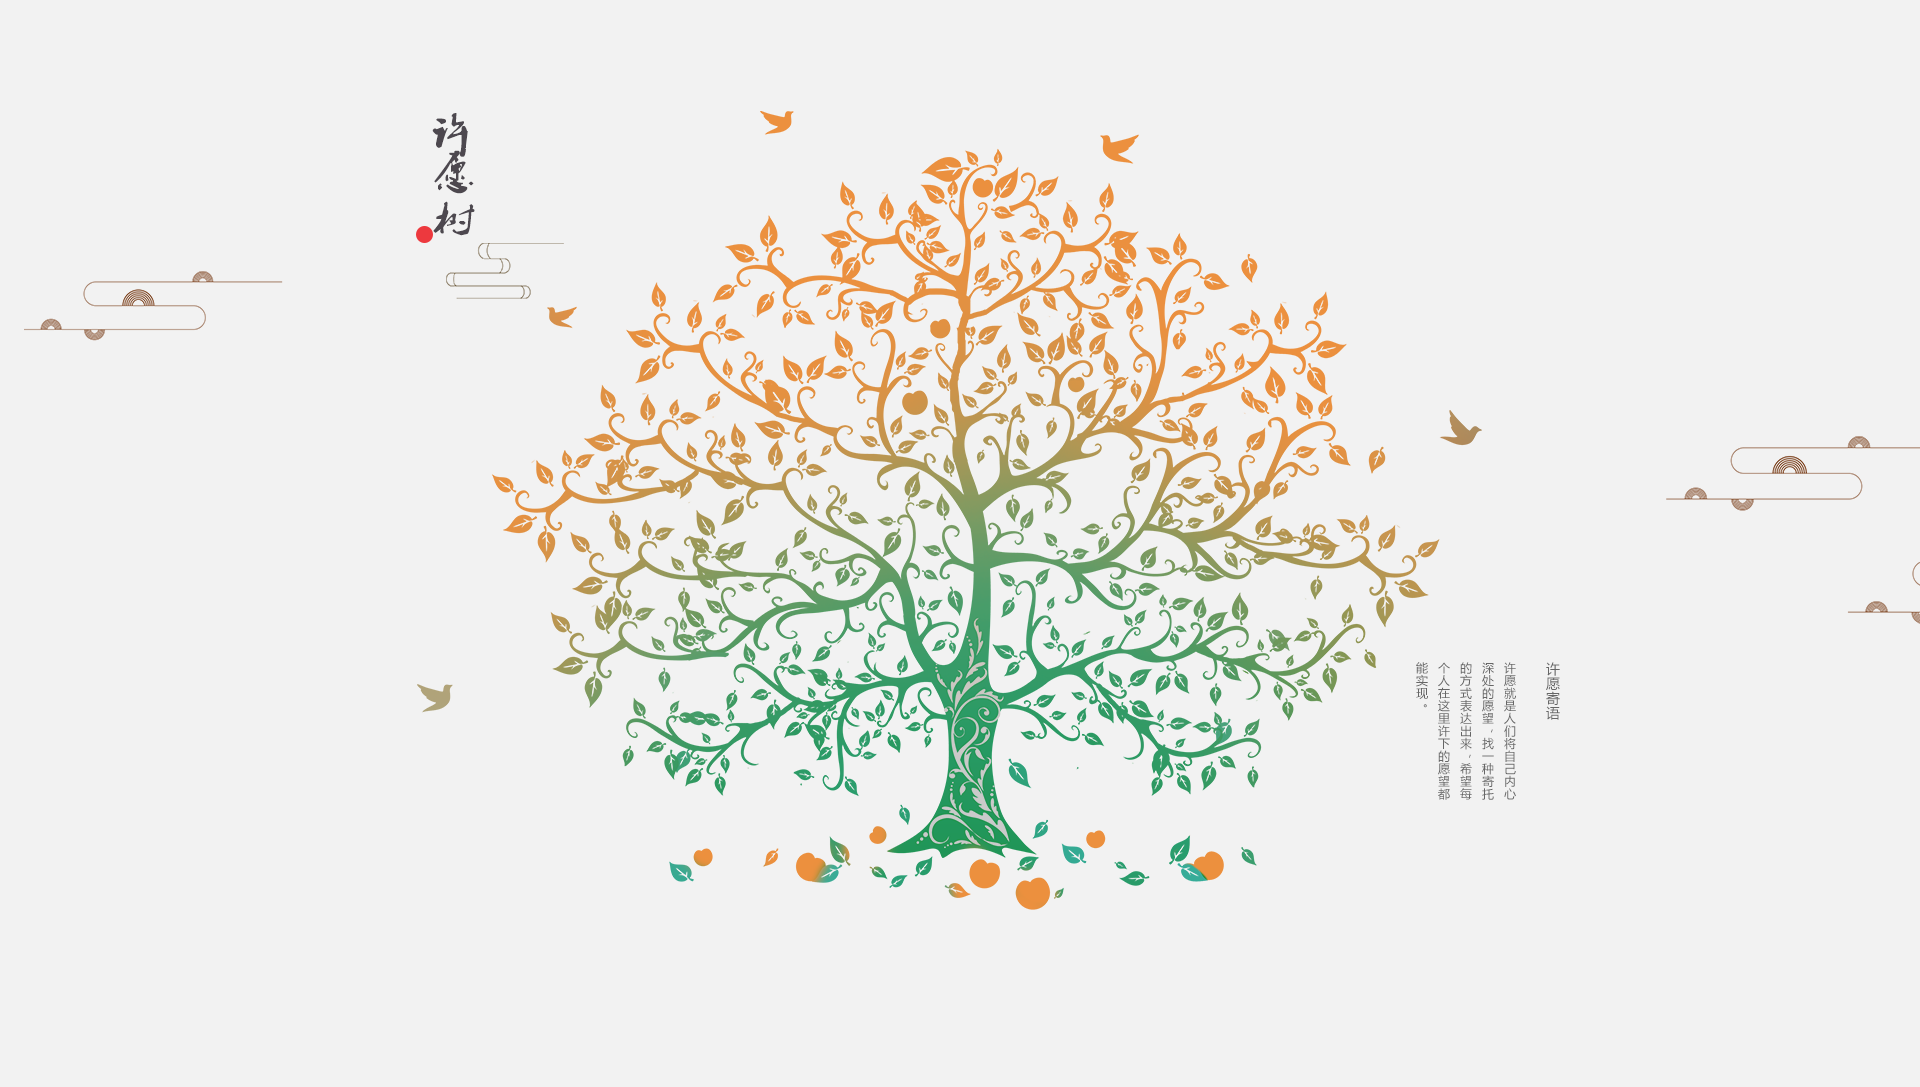 许愿树
许愿寄语
许愿就是人们将自己内心
深处的愿望，找一种寄托
的方式表达出来，希望每
个人在这里许下的愿望都
能实现。